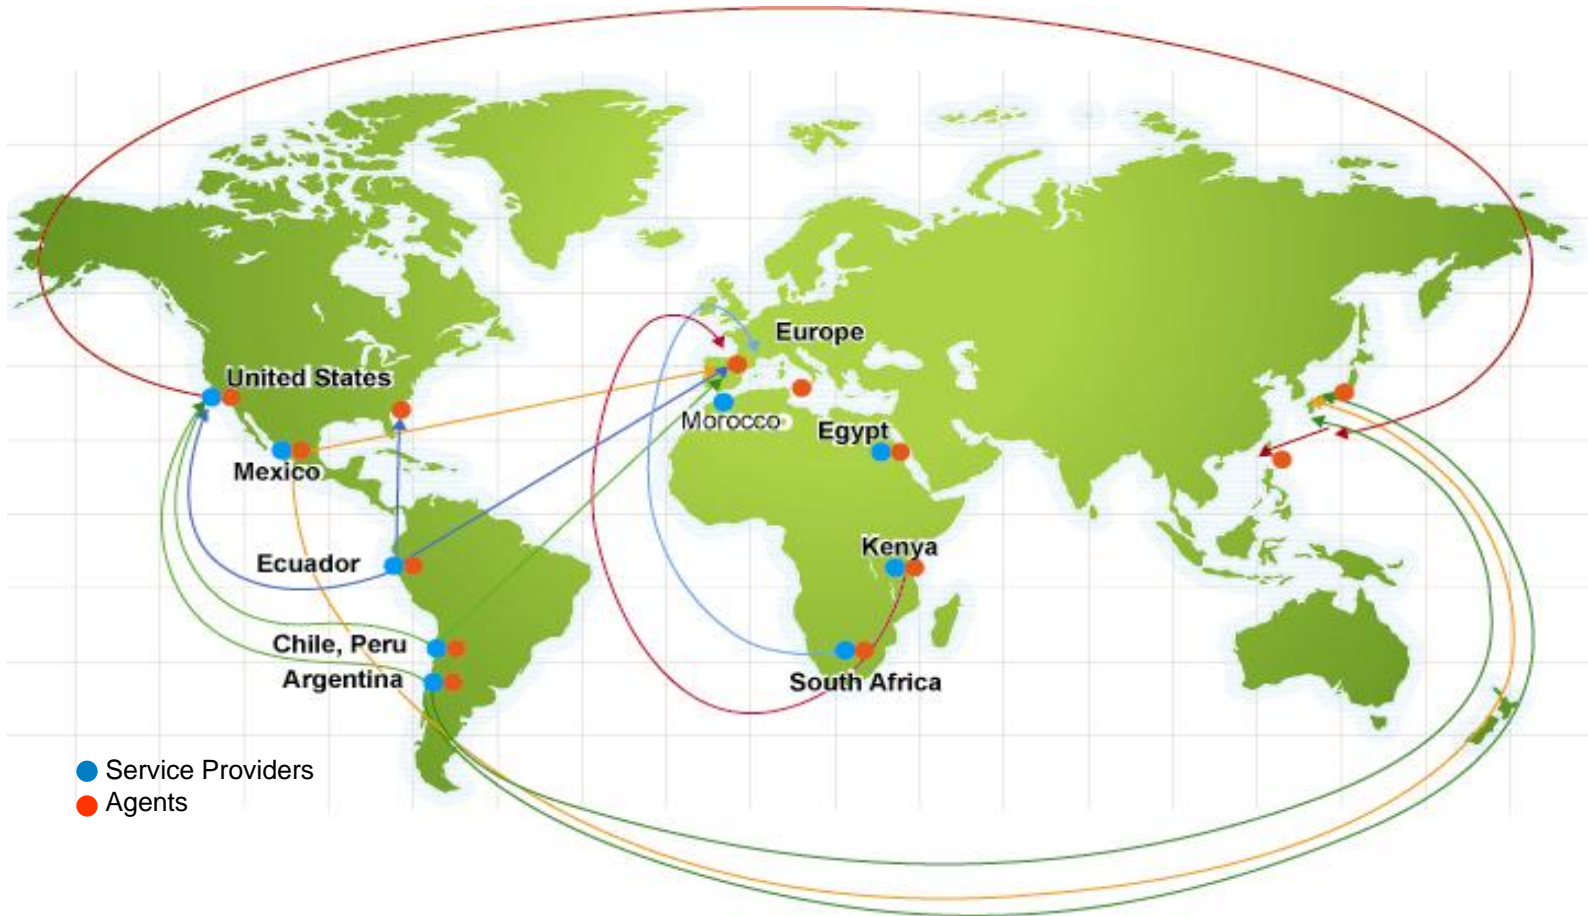 Europe
United States
Morocco
Egypt
Mexico
Kenya
Ecuador
Chile, Peru
Argentina
South Africa
Service Providers
Agents